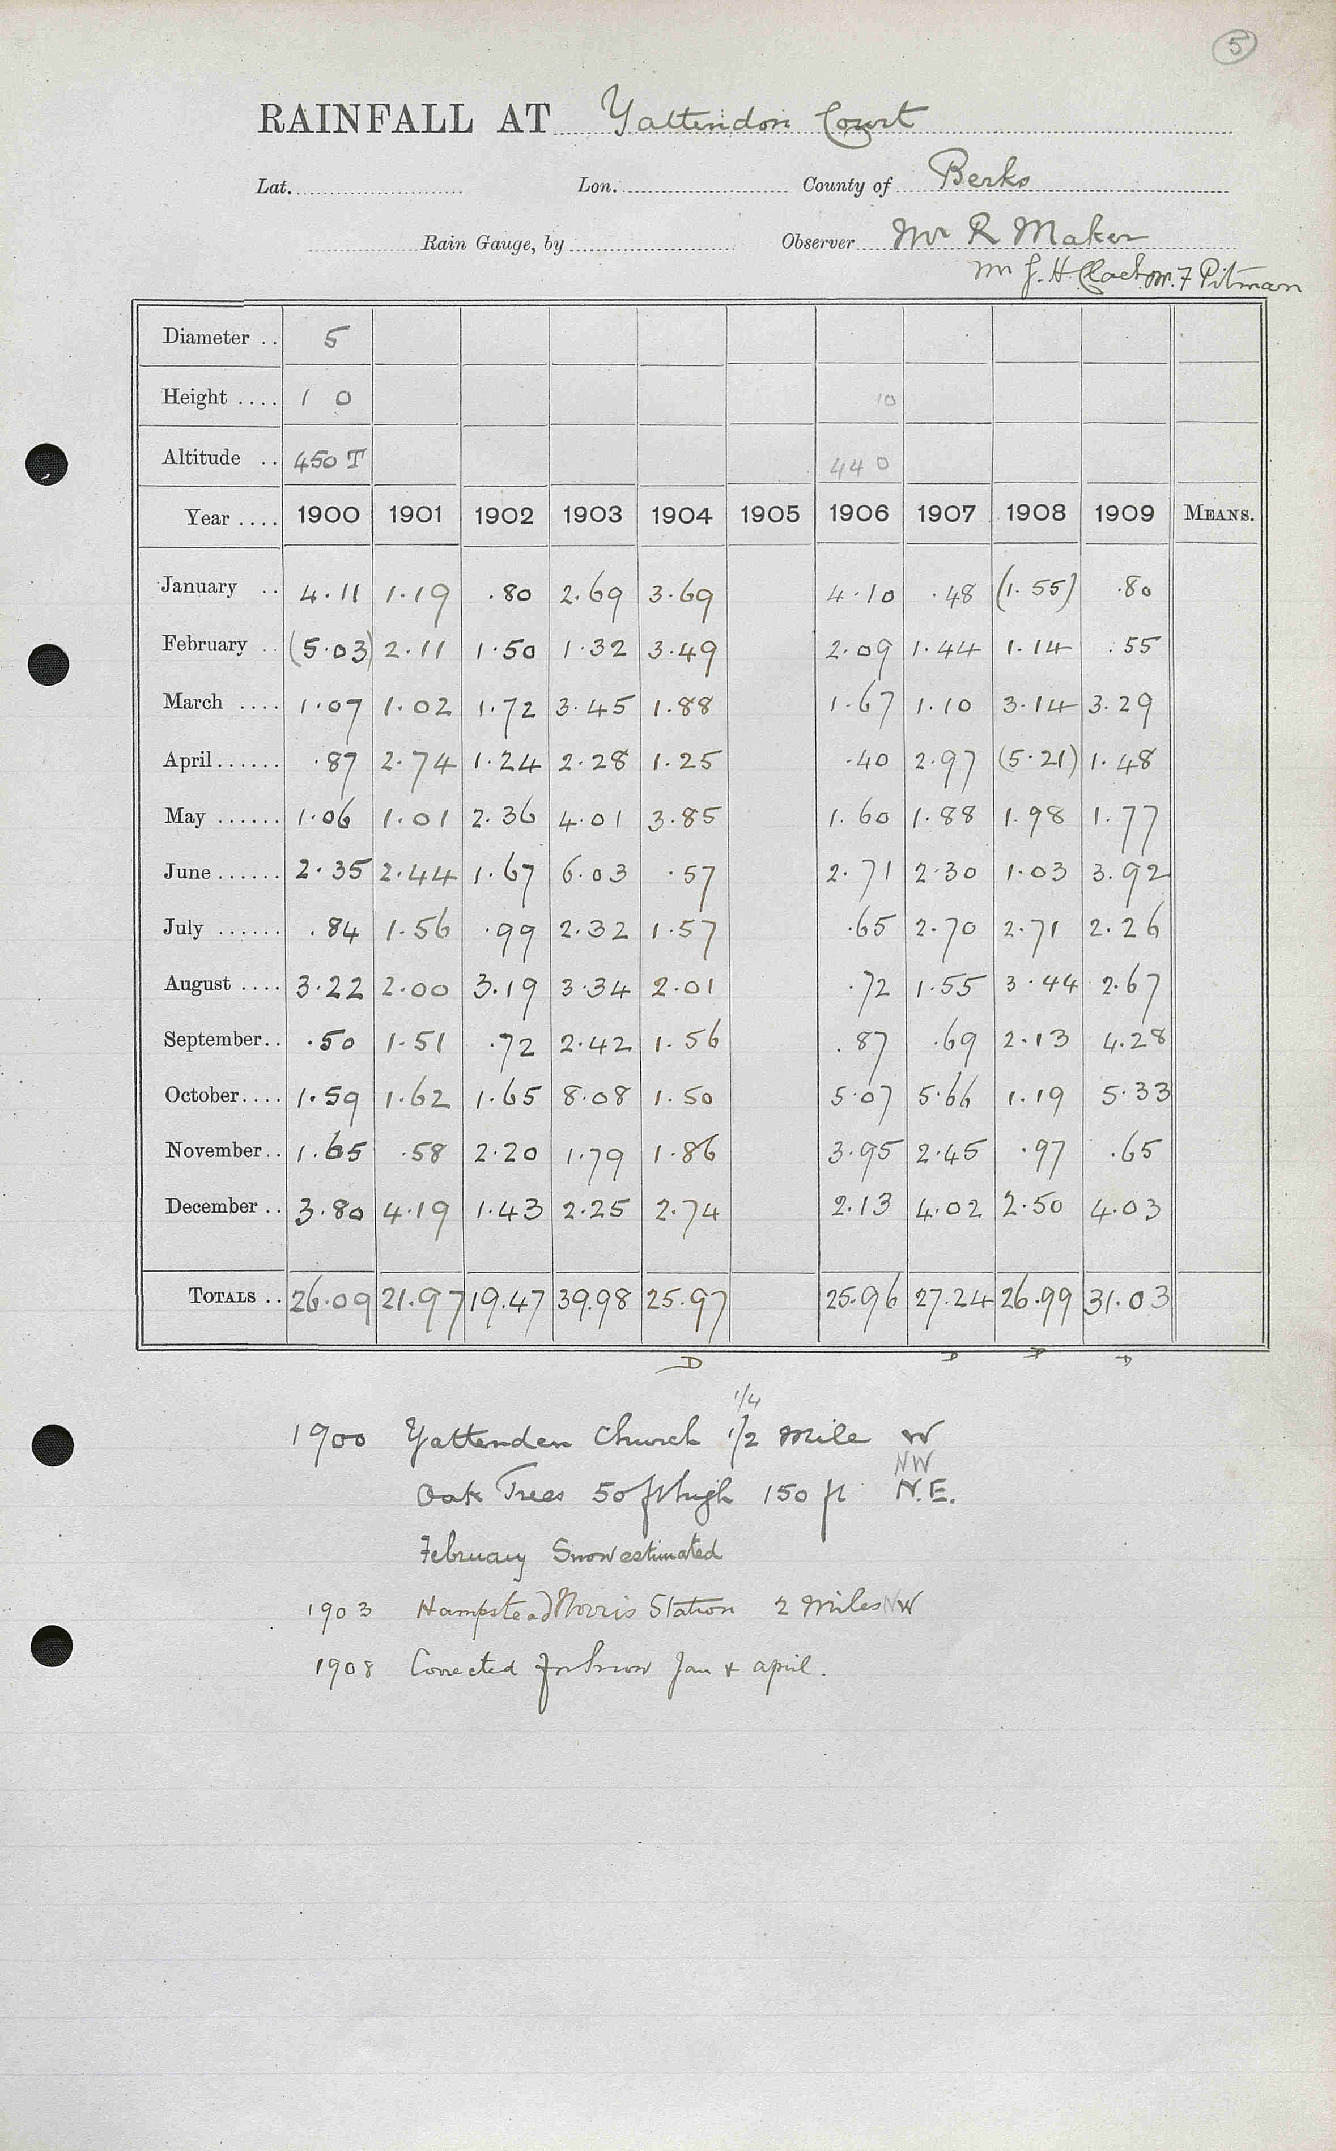 5
RAINFALL AT Yattendon Court
Lat. Lon. County of Berks
Rain Gauge, by Observer Mr R Maker
Mr J. H. M. F Pitman
Diameter .. 5
Height .... 1 0 10
Altitude .. 450 T 440
Year .... 1900 1901 1902 1903 1904 1905 1906 1907 1908 1909 MEANS.
January .. 4.11 1.19 .80 2.69 3.69 4.10 .48 (1.55) .80
February .. (5.03) 2.11 1.50 1.32 3.49 2.09 1.44 1.14 .55
March .... 1.07 1.02 1.72 3.45 1.88 1.67 1.10 3.14 3.29
April...... .87 2.74 1.24 2.28 1.25 .40 2.97 (5.21) 1.48
May ...... 1.06 1.01 2.36 4.01 3.85 1.60 1.88 1.98 1.77
June...... 2.35 2.44 1.67 6.03 .57 2.71 2.30 1.03 3.92
July ...... .84 1.56 .99 2.32 1.57 .65 2.70 2.71 2.26
August .... 3.22 2.00 3.19 3.34 2.01 .72 1.55 3.44 2.67
September.. .50 1.51 .72 2.42 1.56 .87 .69 2.13 4.28
October.... 1.59 1.62 1.65 8.08 1.50 5.07 5.66 1.19 5.33
November.. 1.65 .58 2.20 1.79 1.86 3.95 2.45 .97 .65
December .. 3.80 4.19 1.43 2.25 2.74 2.13 4.02 2.50 4.03
TOTALS .. 26.09 21.97 19.47 39.98 25.97 25.96 27.24 26.99 31.03
D D D D
1/4
1900 Yattenden Church 1/2 Mile W
NW
Oak Trees 50 ft high 150 ft N.E.
February Snow estimated
1903 Hampstead Norris Station 2 Miles NW
1908 Corrected for Snow Jan & April.